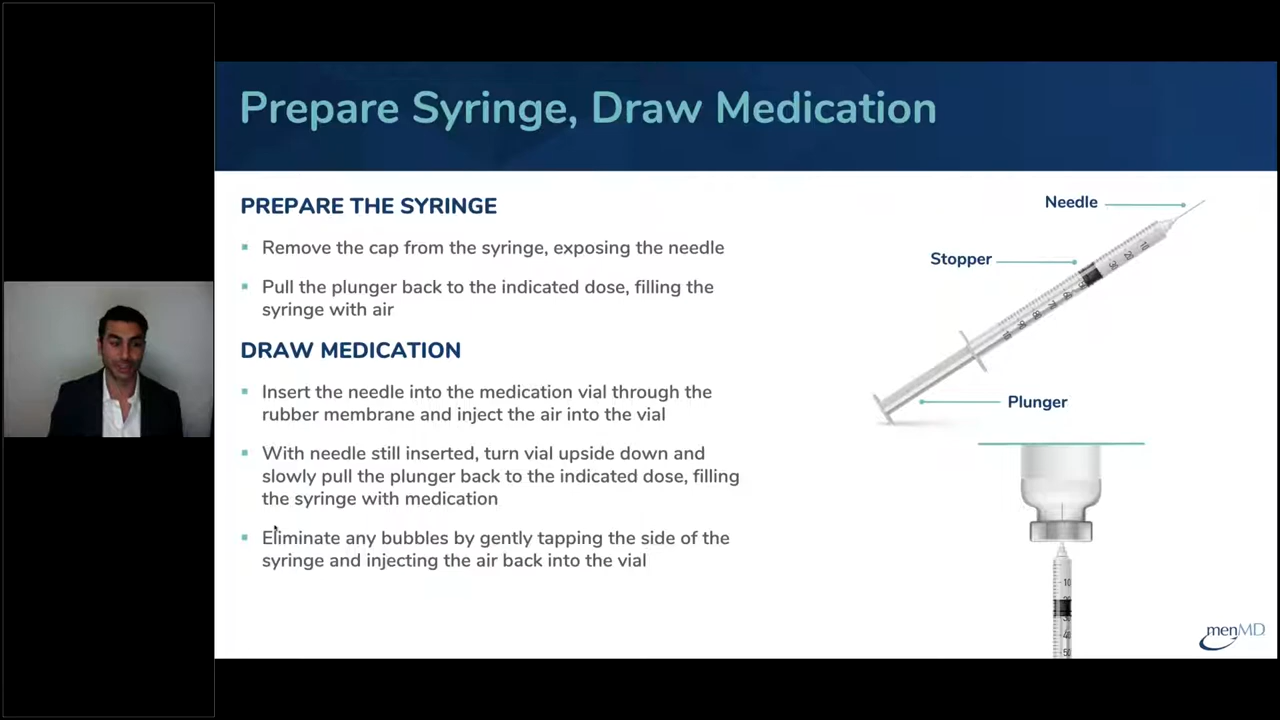 Prepare Syringe, Draw Medication
PREPARE THE SYRINGE
Remove the cap from the syringe, exposing the needle
Pull the plunger back to the indicated dose, filling the
syringe with air
DRAW MEDICATION
Insert the needle into the medication vial through the
rubber membrane and inject the air into the vial
With needle still inserted, turn vial upside down and
slowly pull the plunger back to the indicated dose, filling
the syringe with medication
Eliminate any bubbles by gently tapping the side of the
syringe and injecting the air back into the vial
Needle
Stopper
Plunger
10
menMD